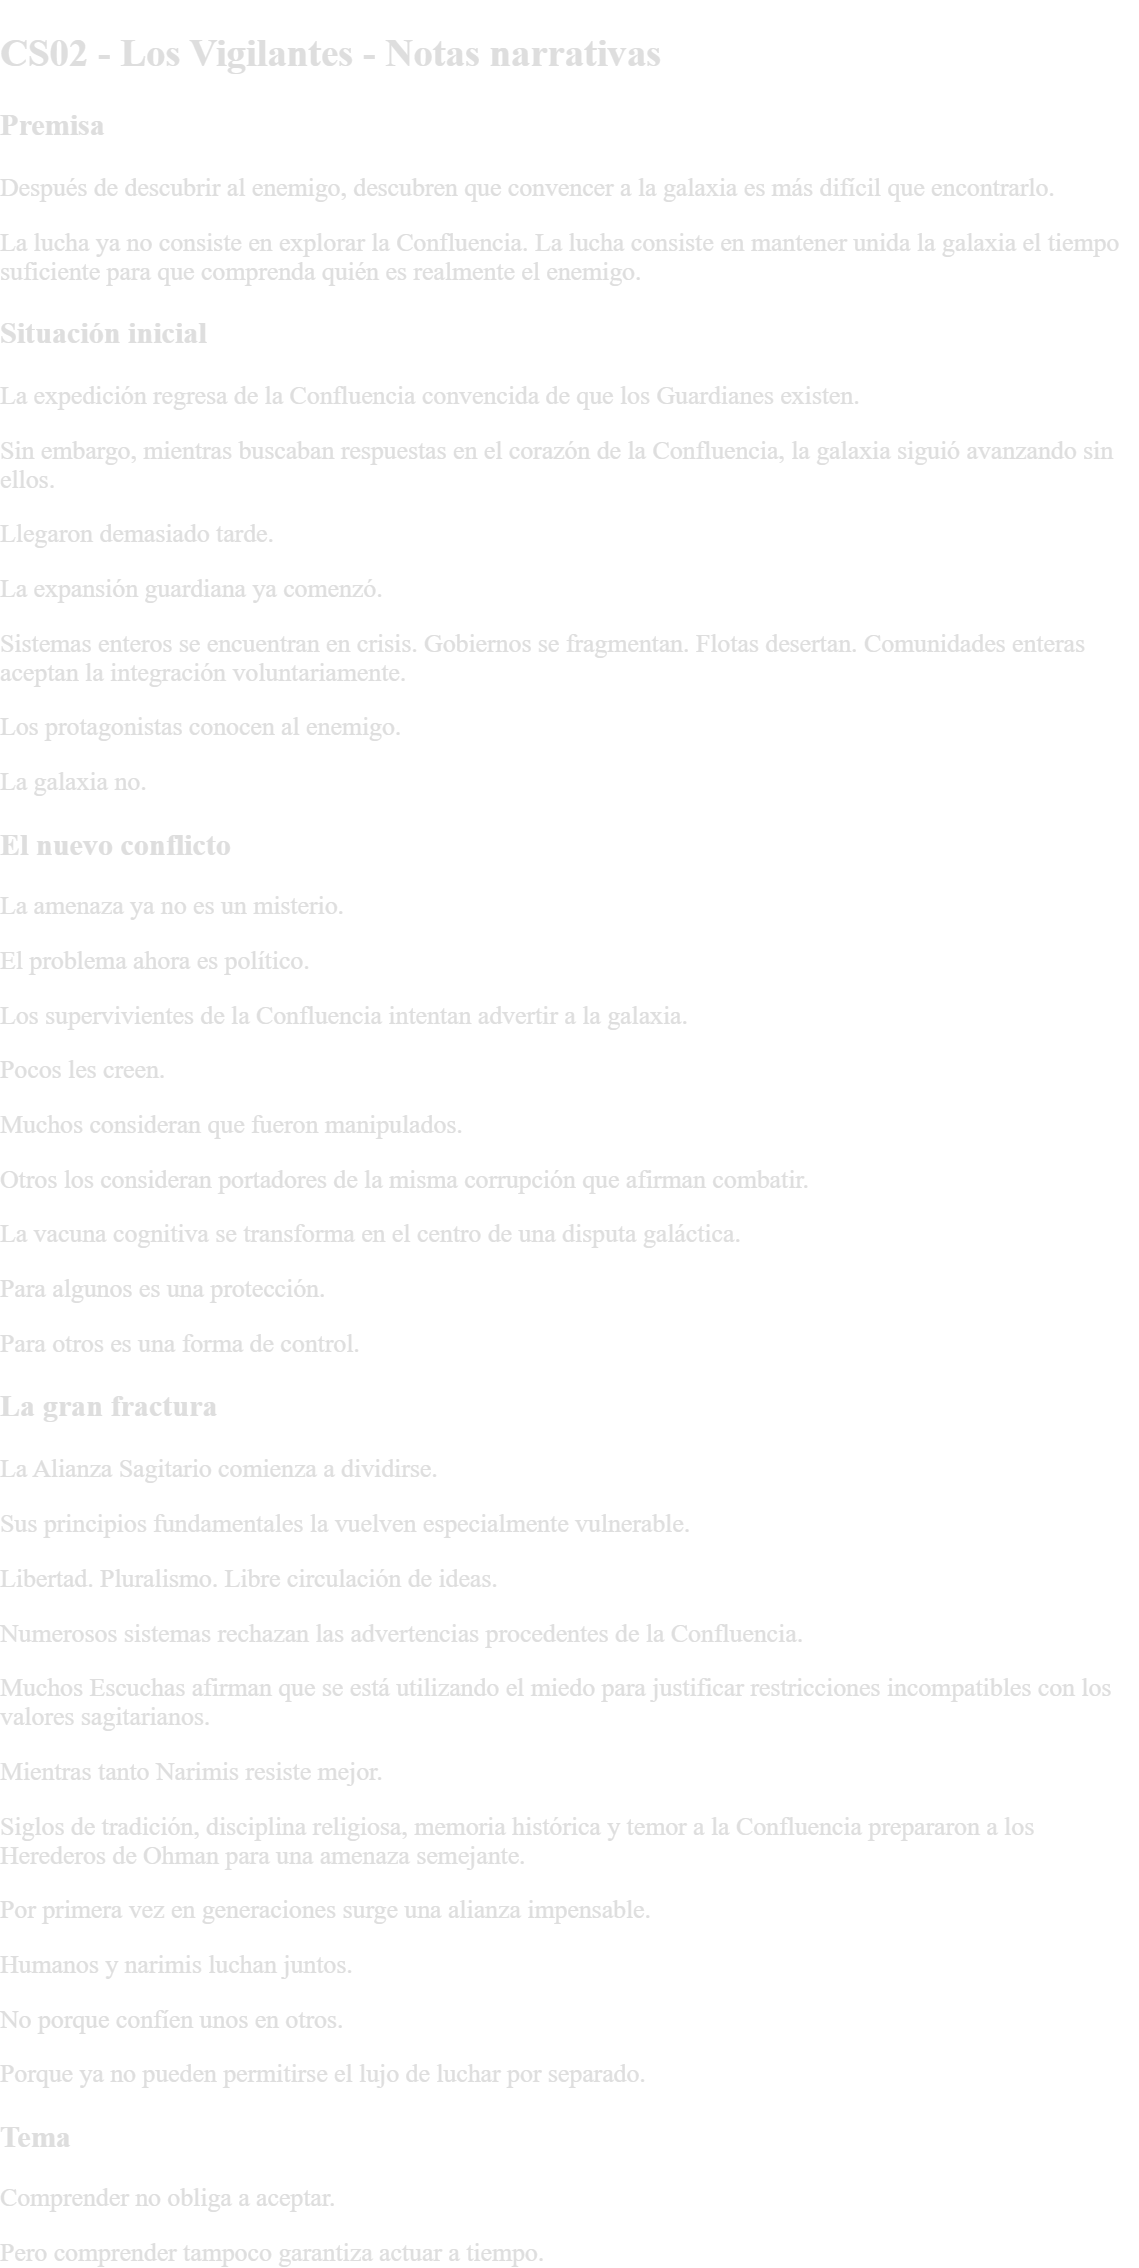 CS02 - Los Vigilantes - Notas narrativas
Premisa
Después de descubrir al enemigo, descubren que convencer a la galaxia es más difícil que encontrarlo.
La lucha ya no consiste en explorar la Confluencia. La lucha consiste en mantener unida la galaxia el tiempo
suficiente para que comprenda quién es realmente el enemigo.
Situación inicial
La expedición regresa de la Confluencia convencida de que los Guardianes existen.
Sin embargo, mientras buscaban respuestas en el corazón de la Confluencia, la galaxia siguió avanzando sin
ellos.
Llegaron demasiado tarde.
La expansión guardiana ya comenzó.
Sistemas enteros se encuentran en crisis. Gobiernos se fragmentan. Flotas desertan. Comunidades enteras
aceptan la integración voluntariamente.
Los protagonistas conocen al enemigo.
La galaxia no.
El nuevo conflicto
La amenaza ya no es un misterio.
El problema ahora es político.
Los supervivientes de la Confluencia intentan advertir a la galaxia.
Pocos les creen.
Muchos consideran que fueron manipulados.
Otros los consideran portadores de la misma corrupción que afirman combatir.
La vacuna cognitiva se transforma en el centro de una disputa galáctica.
Para algunos es una protección.
Para otros es una forma de control.
La gran fractura
La Alianza Sagitario comienza a dividirse.
Sus principios fundamentales la vuelven especialmente vulnerable.
Libertad. Pluralismo. Libre circulación de ideas.
Numerosos sistemas rechazan las advertencias procedentes de la Confluencia.
Muchos Escuchas afirman que se está utilizando el miedo para justificar restricciones incompatibles con los
valores sagitarianos.
Mientras tanto Narimis resiste mejor.
Siglos de tradición, disciplina religiosa, memoria histórica y temor a la Confluencia prepararon a los
Herederos de Ohman para una amenaza semejante.
Por primera vez en generaciones surge una alianza impensable.
Humanos y narimis luchan juntos.
No porque confíen unos en otros.
Porque ya no pueden permitirse el lujo de luchar por separado.
Tema
Comprender no obliga a aceptar.
Pero comprender tampoco garantiza actuar a tiempo.